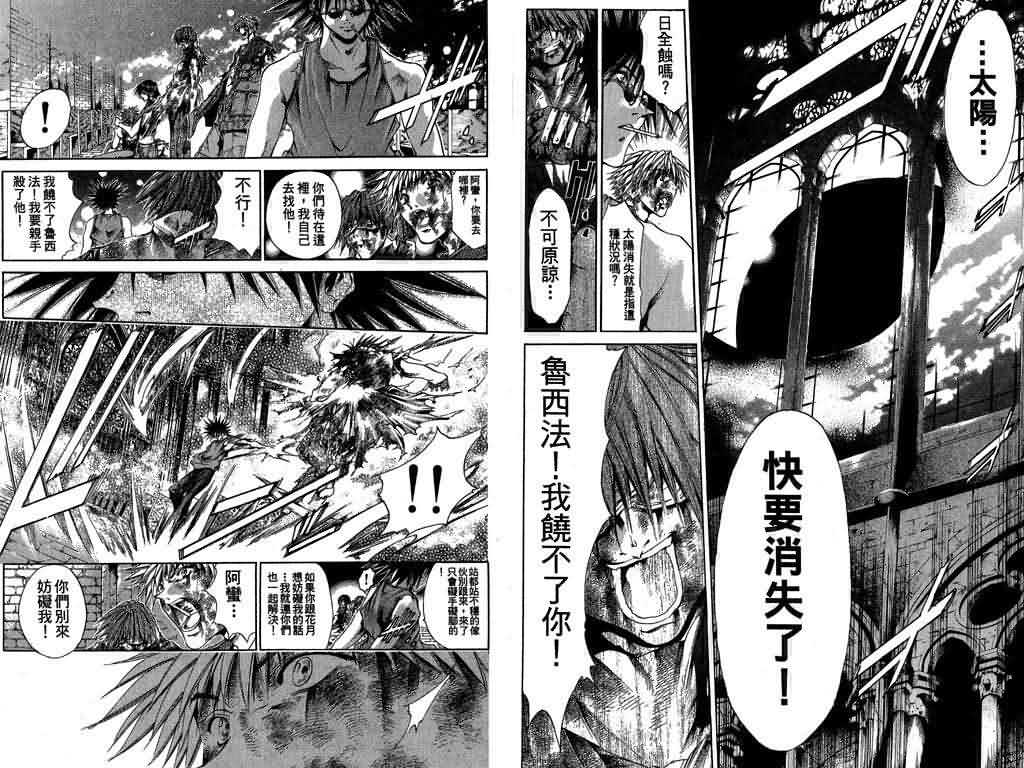 …太陽…
快要消失了！
日全蝕嗎？
太陽消失就是指這
種狀況嗎？
不可原諒…
魯西法！我饒不了你！
！
阿蠻，你要去
哪裡？
你們待在這
裡，我自己
去找他！
不行！
我饒不了魯西
法！我要親手
殺了他！
！！
站都站不穩的傢
伙別跟來，來了
只會礙手礙腳的
！
！
如果你跟花月
想妨礙我的話
…我就連你們
也一起解決！
阿蠻…
你們別來
妨礙我！